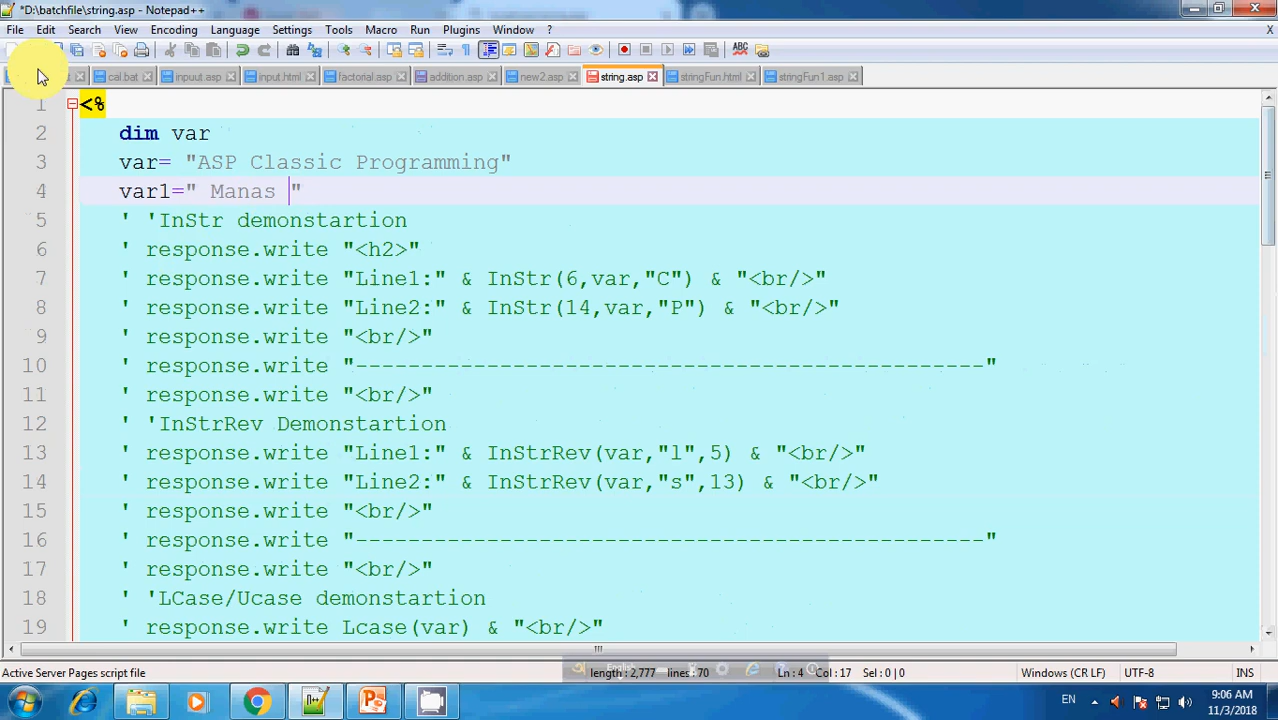 *D:\batchfile\string.asp - Notepad++
File Edit Search View Encoding Language Settings Tools Macro Run Plugins Window ? X
cal.bat inpuut.asp input.html factorial.asp addition.asp new2.asp string.asp stringFun.html stringFun1.asp
1 <%
2 dim var
3 var= "ASP Classic Programming"
4 var1=" Manas "
5 ' 'InStr demonstartion
6 ' response.write "<h2>"
7 ' response.write "Line1:" & InStr(6,var,"C") & "<br/>"
8 ' response.write "Line2:" & InStr(14,var,"P") & "<br/>"
9 ' response.write "<br/>"
10 ' response.write "------------------------------------------------"
11 ' response.write "<br/>"
12 ' 'InStrRev Demonstartion
13 ' response.write "Line1:" & InStrRev(var,"l",5) & "<br/>"
14 ' response.write "Line2:" & InStrRev(var,"s",13) & "<br/>"
15 ' response.write "<br/>"
16 ' response.write "------------------------------------------------"
17 ' response.write "<br/>"
18 ' 'LCase/Ucase demonstartion
19 ' response.write Lcase(var) & "<br/>"
Active Server Pages script file length : 2,777 lines : 70 Ln : 4 Col : 17 Sel : 0 | 0 Windows (CR LF) UTF-8 INS
EN 9:06 AM
11/3/2018